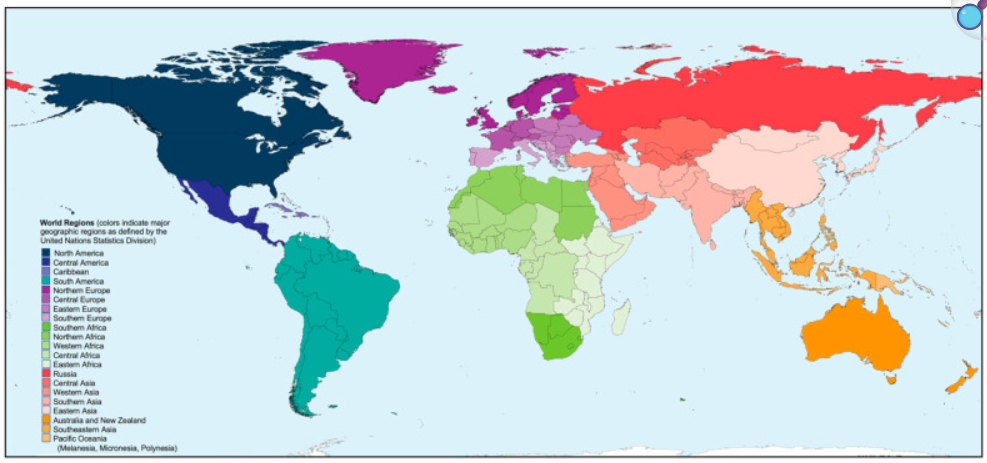 World Regions (colors indicate major
geographic regions as defined by the
United Nations Statistics Division)
North America
Central America
Caribbean
South America
Northern Europe
Central Europe
Eastern Europe
Southern Europe
Southern Africa
Northern Africa
Western Africa
Central Africa
Eastern Africa
Russia
Central Asia
Western Asia
Southern Asia
Eastern Asia
Australia and New Zealand
Southeastern Asia
Pacific Oceania
(Melanesia, Micronesia, Polynesia)